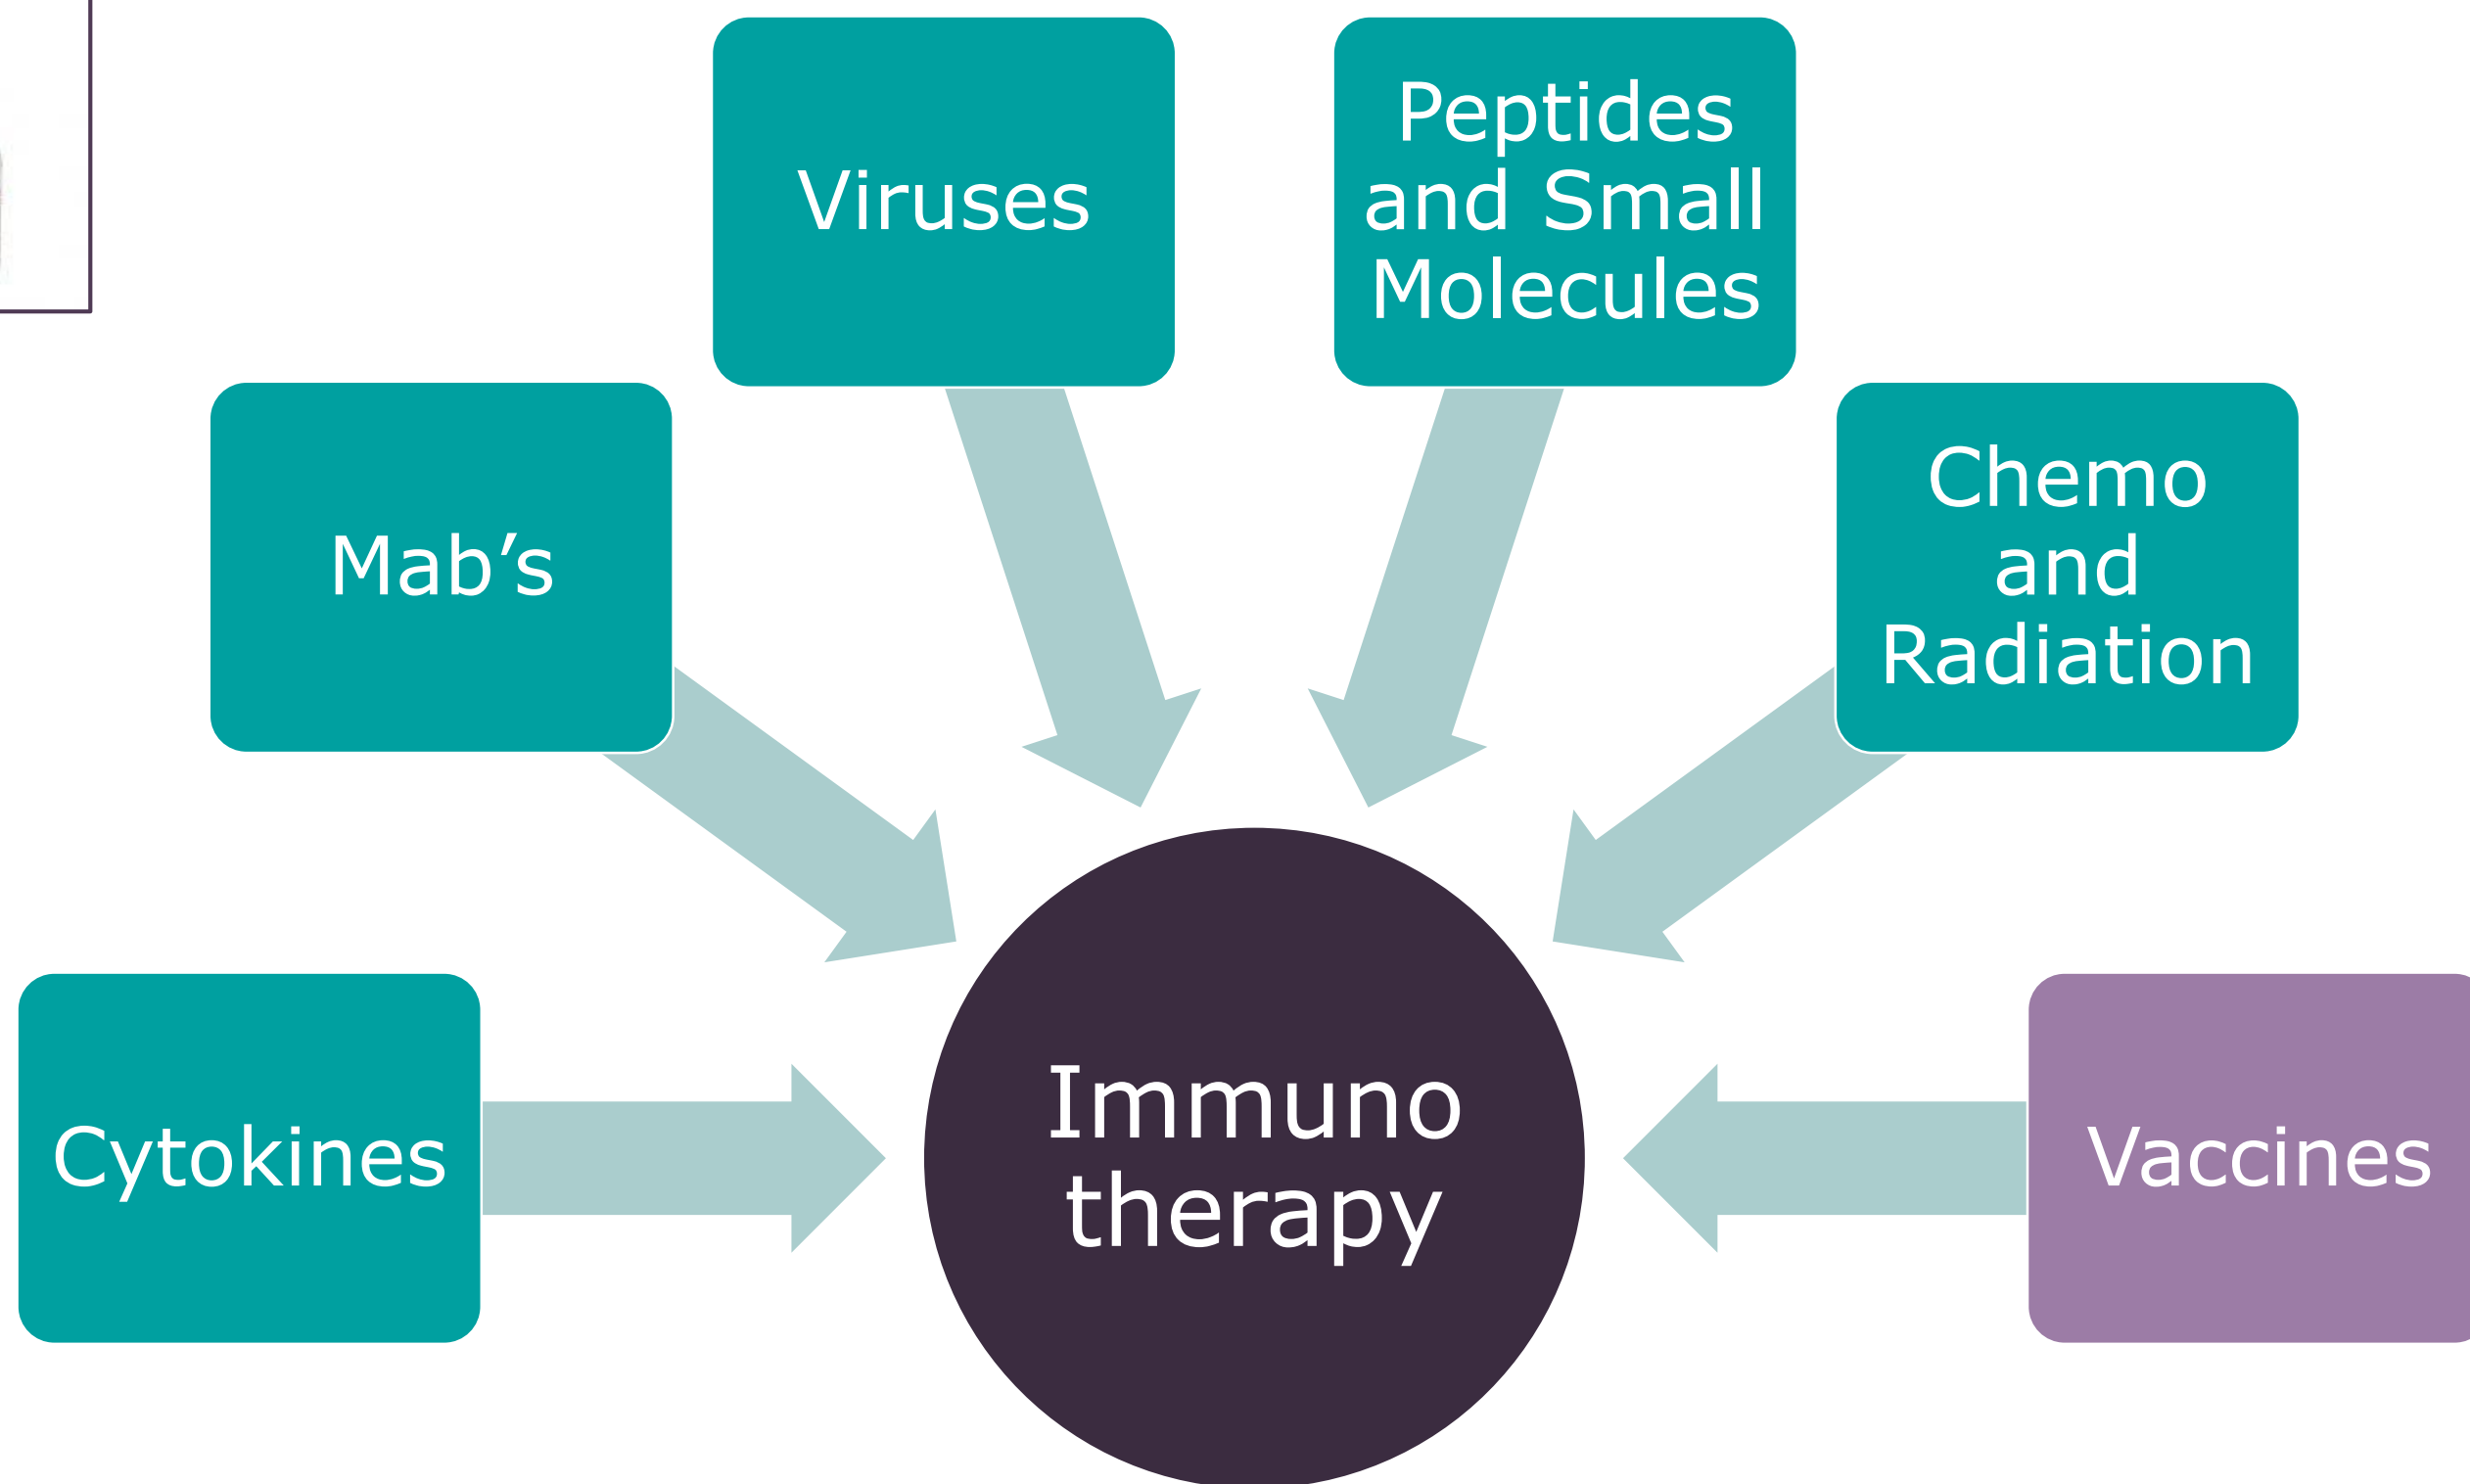 Viruses
Peptides
and Small
Molecules
Mab’s
Chemo
and
Radiation
Cytokines
Immuno
therapy
Vaccines